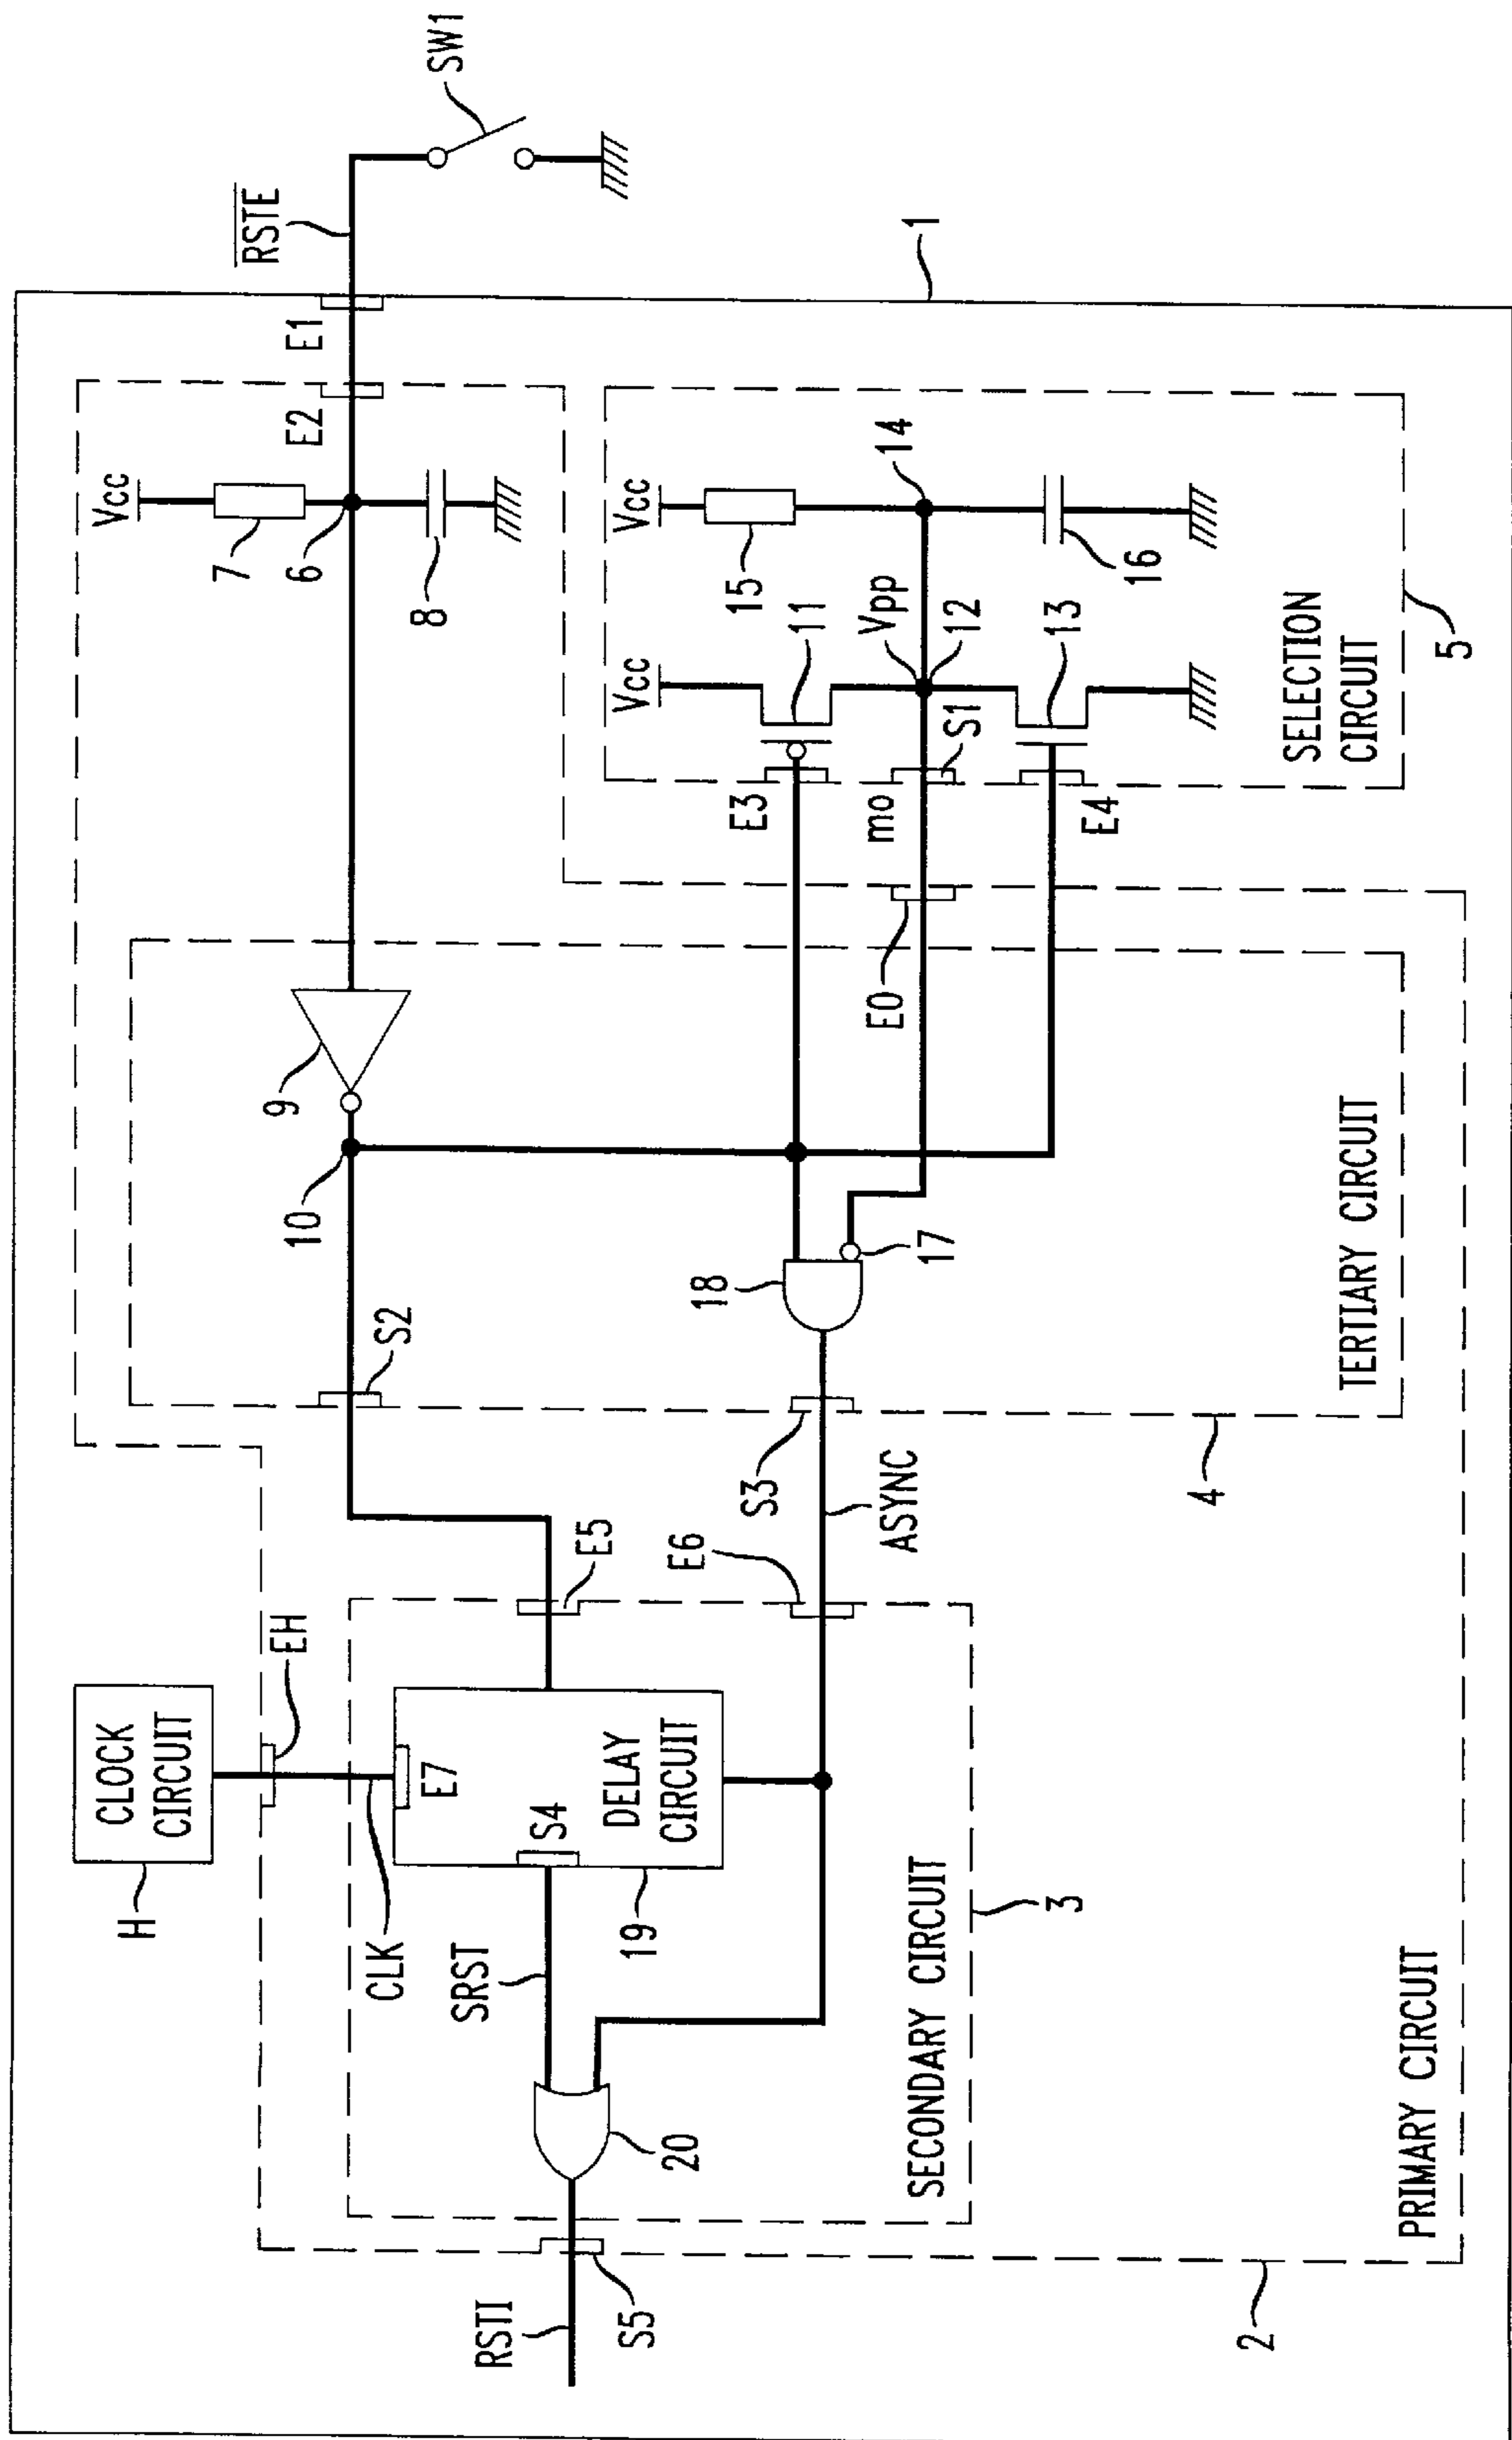 CLOCK
CIRCUIT
H
EH
CLK
E7
S4
DELAY
CIRCUIT
19
SRST
20
RSTI
S5
SECONDARY CIRCUIT
3
PRIMARY CIRCUIT
2
E5
E6
ASYNC
S3
S2
10
9
18
17
TERTIARY CIRCUIT
4
E0
E3
mo
S1
E4
Vcc
7
6
8
E2
E1
RSTE
SW1
1
Vcc
11
Vpp
12
13
Vcc
15
14
16
SELECTION
CIRCUIT
5